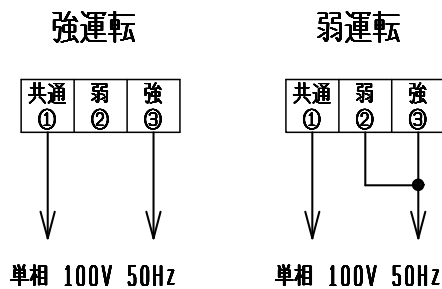 強運転 弱運転
共通 弱 強 共通 弱 強
① ② ③ ① ② ③
単相 100V 50Hz 単相 100V 50Hz